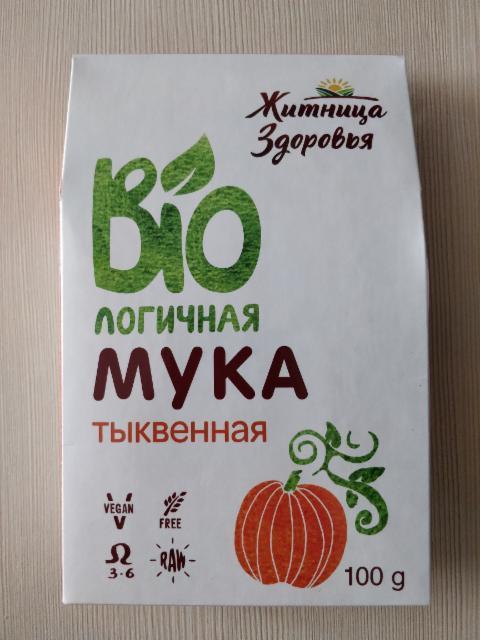 Житница
Здоровья
Bio
логичная
МУКА
тыквенная
VEGAN
V
FREE
Ω
3-6
RAW
100 g